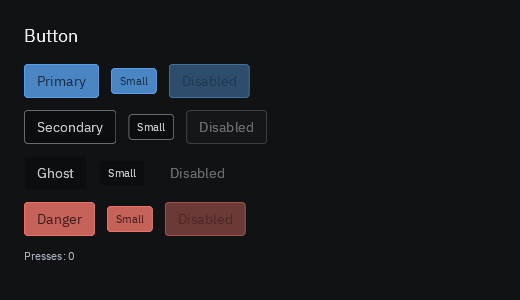 Button
Primary Small Disabled
Secondary Small Disabled
Ghost Small Disabled
Danger Small Disabled
Presses: 0